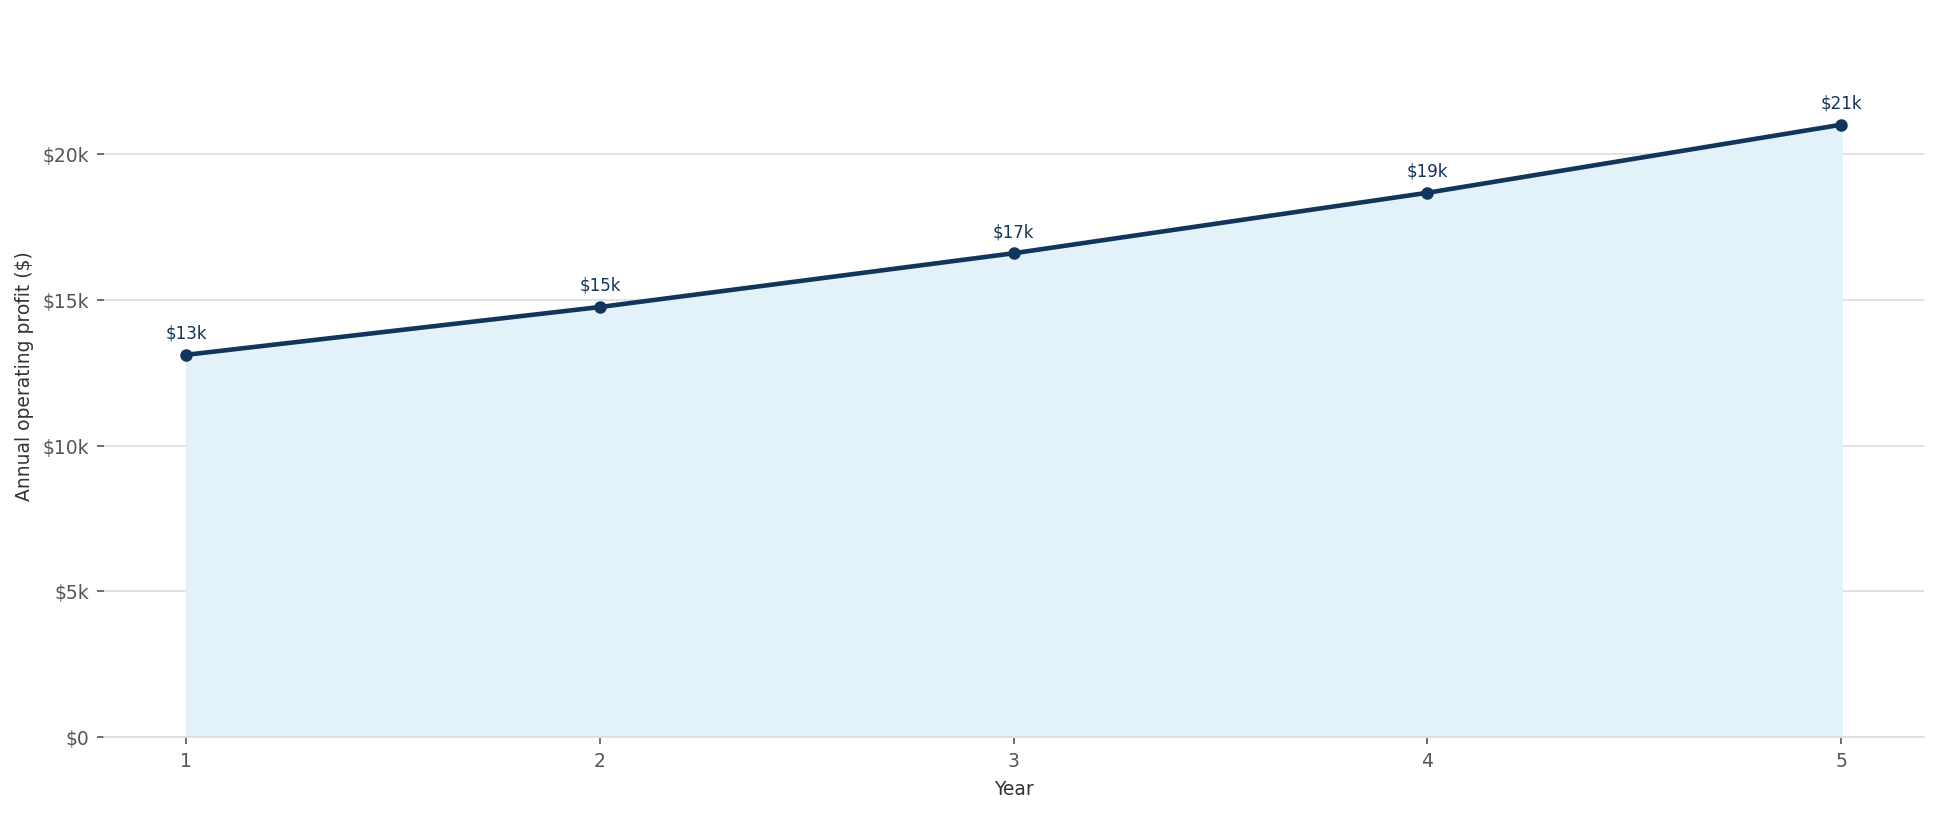 $21k
$20k
$19k
$17k
$15k
$15k
$13k
Annual operating profit ($)
$10k
$5k
$0
1 2 3 4 5
Year